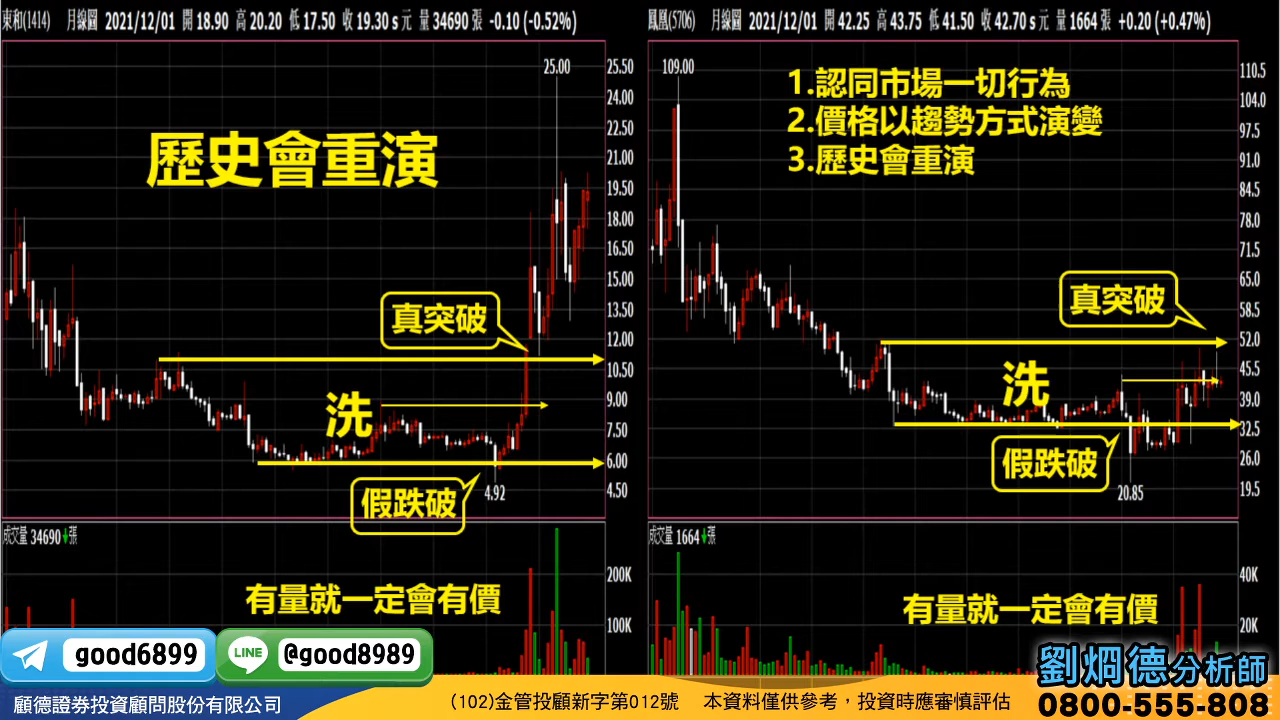 東和(1414) 月線圖 2021/12/01 開 18.90 高 20.20 低 17.50 收 19.30 s 元 量 34690 張 -0.10 (-0.52%)
25.00
25.50
24.00
22.50
21.00
19.50
18.00
16.50
15.00
13.50
12.00
10.50
9.00
7.50
6.00
4.50
歷史會重演
真突破
洗
假跌破
4.92
成交量 34690↓張
200K
100K
有量就一定會有價
鳳凰(5706) 月線圖 2021/12/01 開 42.25 高 43.75 低 41.50 收 42.70 s 元 量 1664 張 +0.20 (+0.47%)
109.00
110.5
104.0
97.5
91.0
84.5
78.0
71.5
65.0
58.5
52.0
45.5
39.0
32.5
26.0
19.5
1.認同市場一切行為
2.價格以趨勢方式演變
3.歷史會重演
真突破
洗
假跌破
20.85
成交量 1664↓張
40K
20K
有量就一定會有價
good6899
LINE
@good8989
劉烱德分析師
0800-555-808
顧德證券投資顧問股份有限公司
(102)金管投顧新字第012號 本資料僅供參考，投資時應審慎評估